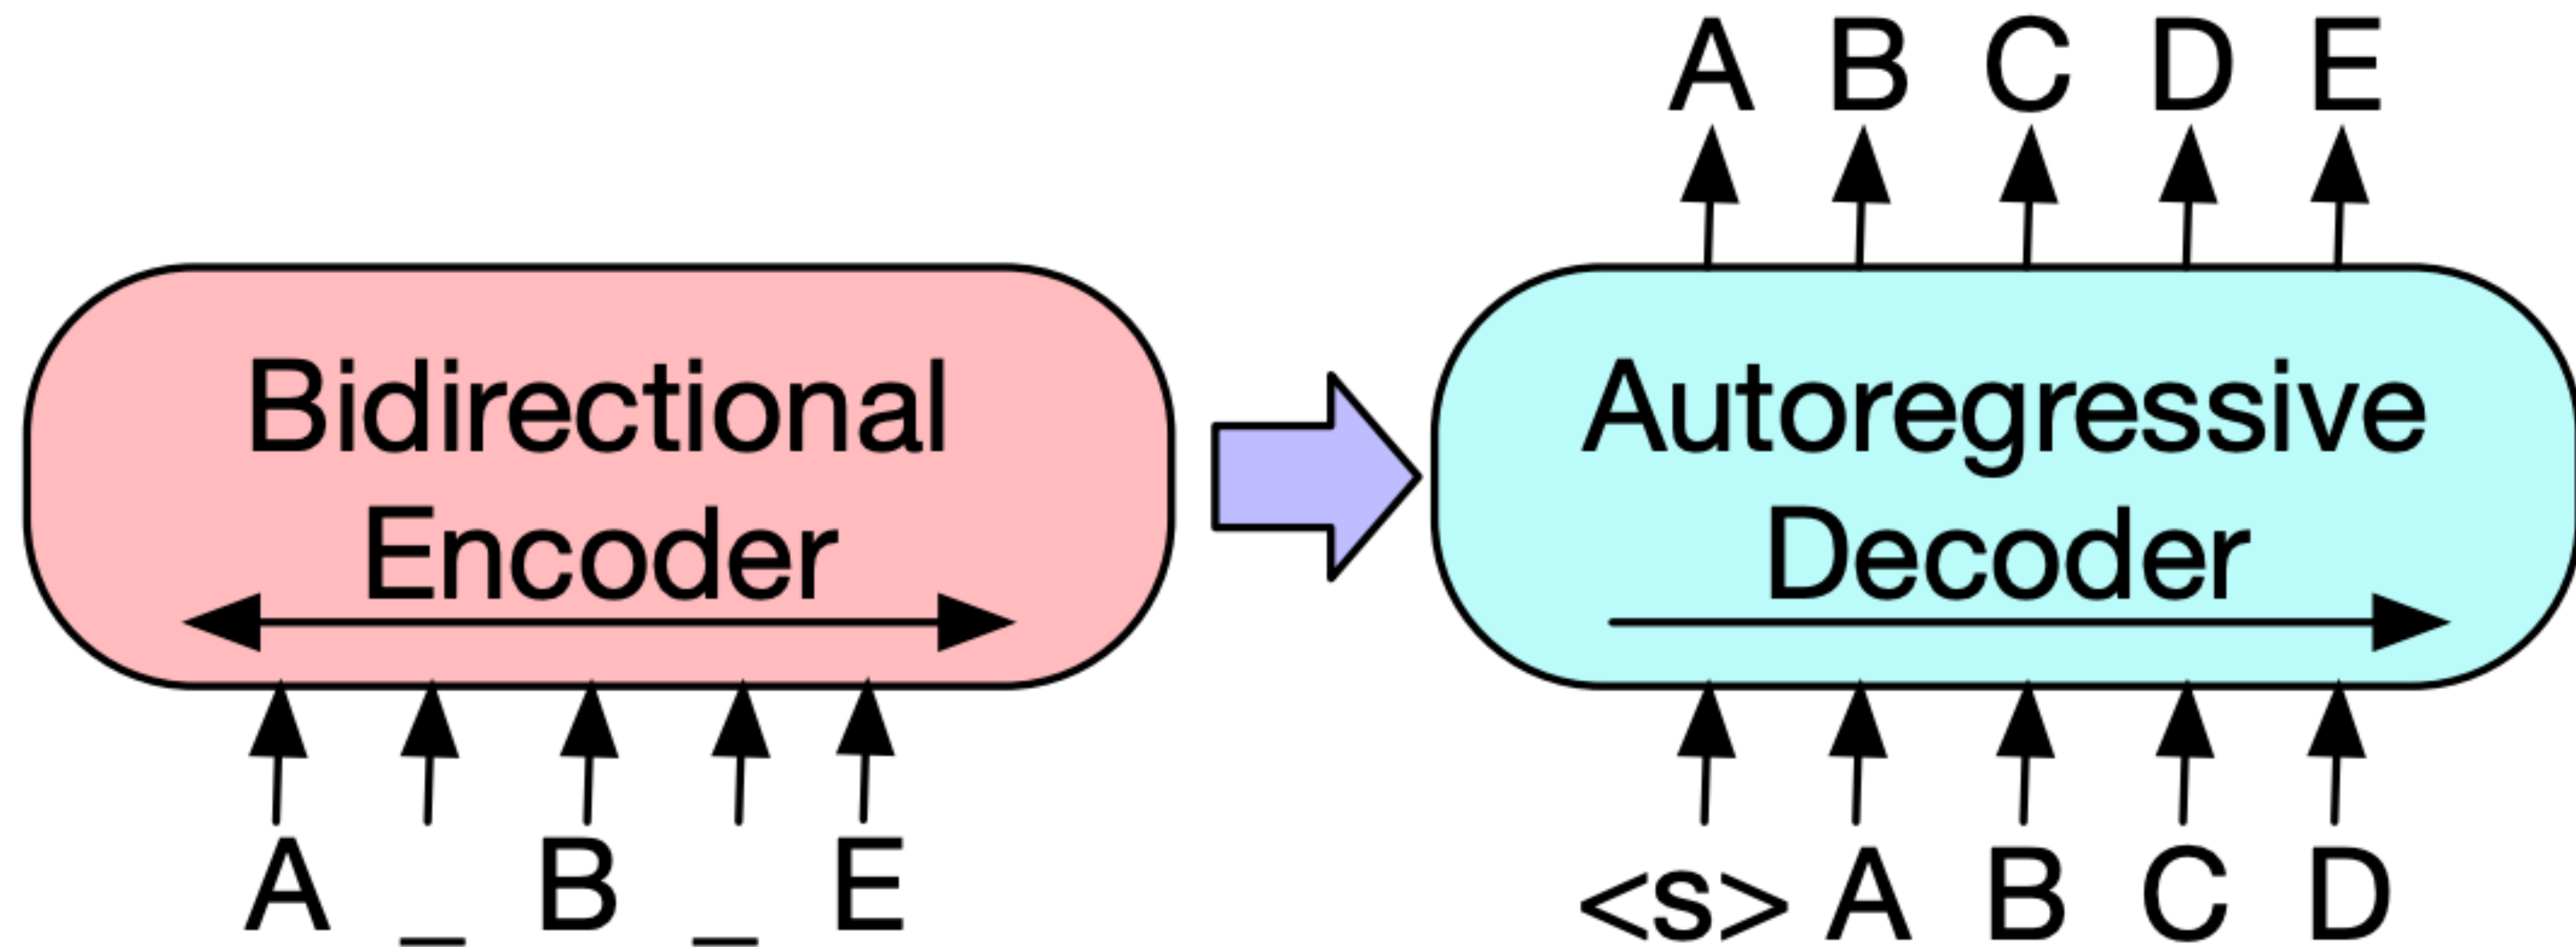 A B C D E
Bidirectional
Encoder
Autoregressive
Decoder
A _ B _ E
<s> A B C D